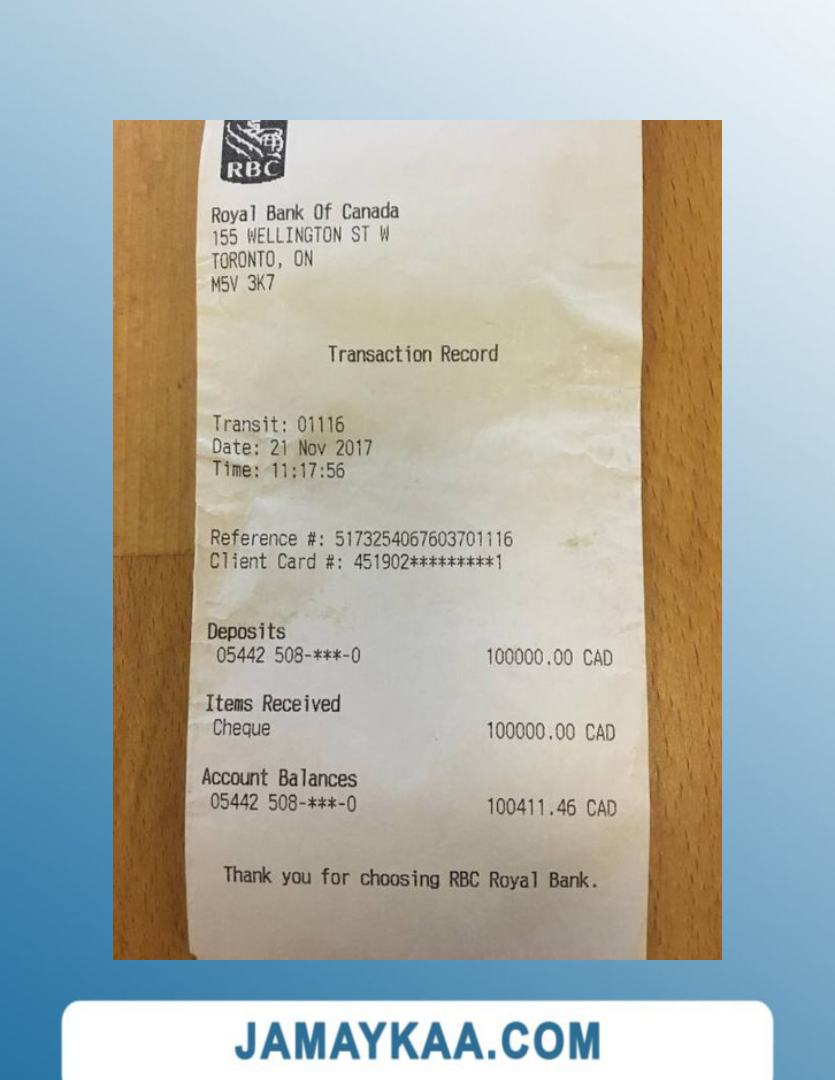 RBC
Royal Bank Of Canada
155 WELLINGTON ST W
TORONTO, ON
M5V 3K7
Transaction Record
Transit: 01116
Date: 21 Nov 2017
Time: 11:17:56
Reference #: 5173254067603701116
Client Card #: 451902*********1
Deposits
05442 508-***-0 100000.00 CAD
Items Received
Cheque 100000.00 CAD
Account Balances
05442 508-***-0 100411.46 CAD
Thank you for choosing RBC Royal Bank.
JAMAYKAA.COM